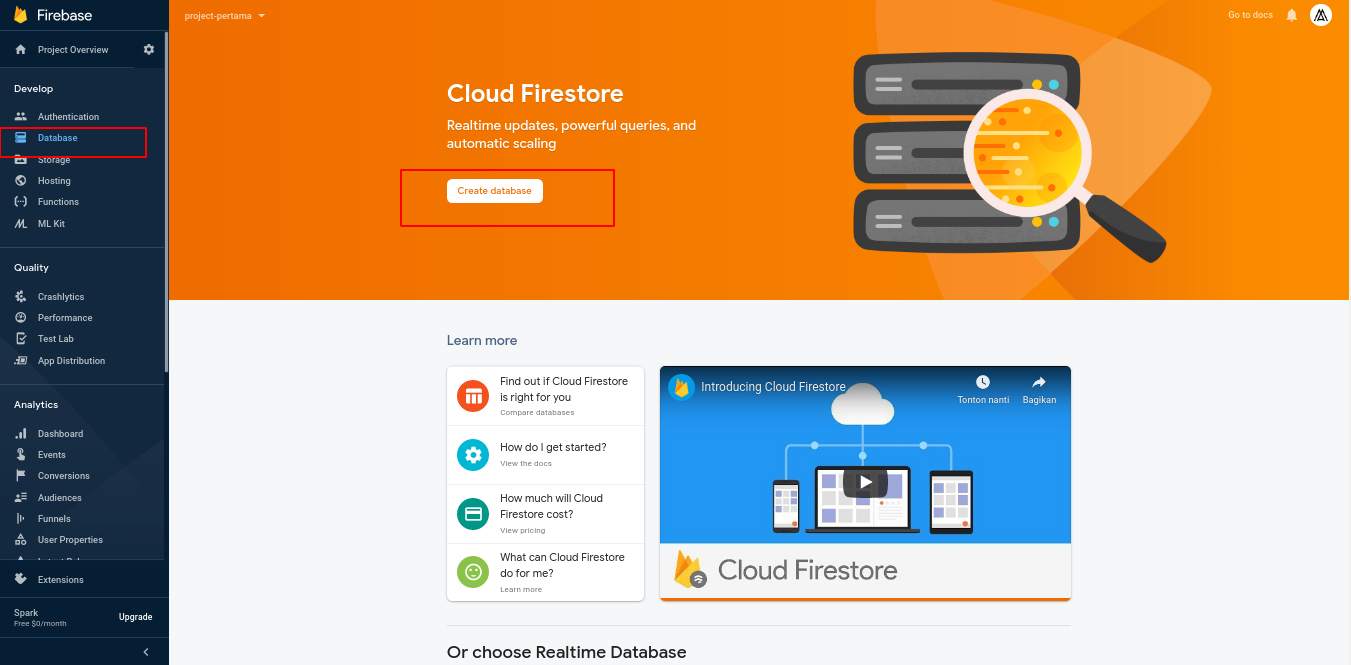 Firebase
project-pertama
Go to docs
Project Overview
Develop
Authentication
Database
Storage
Hosting
Functions
ML Kit
Quality
Crashlytics
Performance
Test Lab
App Distribution
Analytics
Dashboard
Events
Conversions
Audiences
Funnels
User Properties
Extensions
Spark
Free $0/month
Upgrade
Cloud Firestore
Realtime updates, powerful queries, and
automatic scaling
Create database
Learn more
Find out if Cloud Firestore
is right for you
Compare databases
How do I get started?
View the docs
How much will Cloud
Firestore cost?
View pricing
What can Cloud Firestore
do for me?
Learn more
Introducing Cloud Firestore
Tonton nanti
Bagikan
Cloud Firestore
Or choose Realtime Database